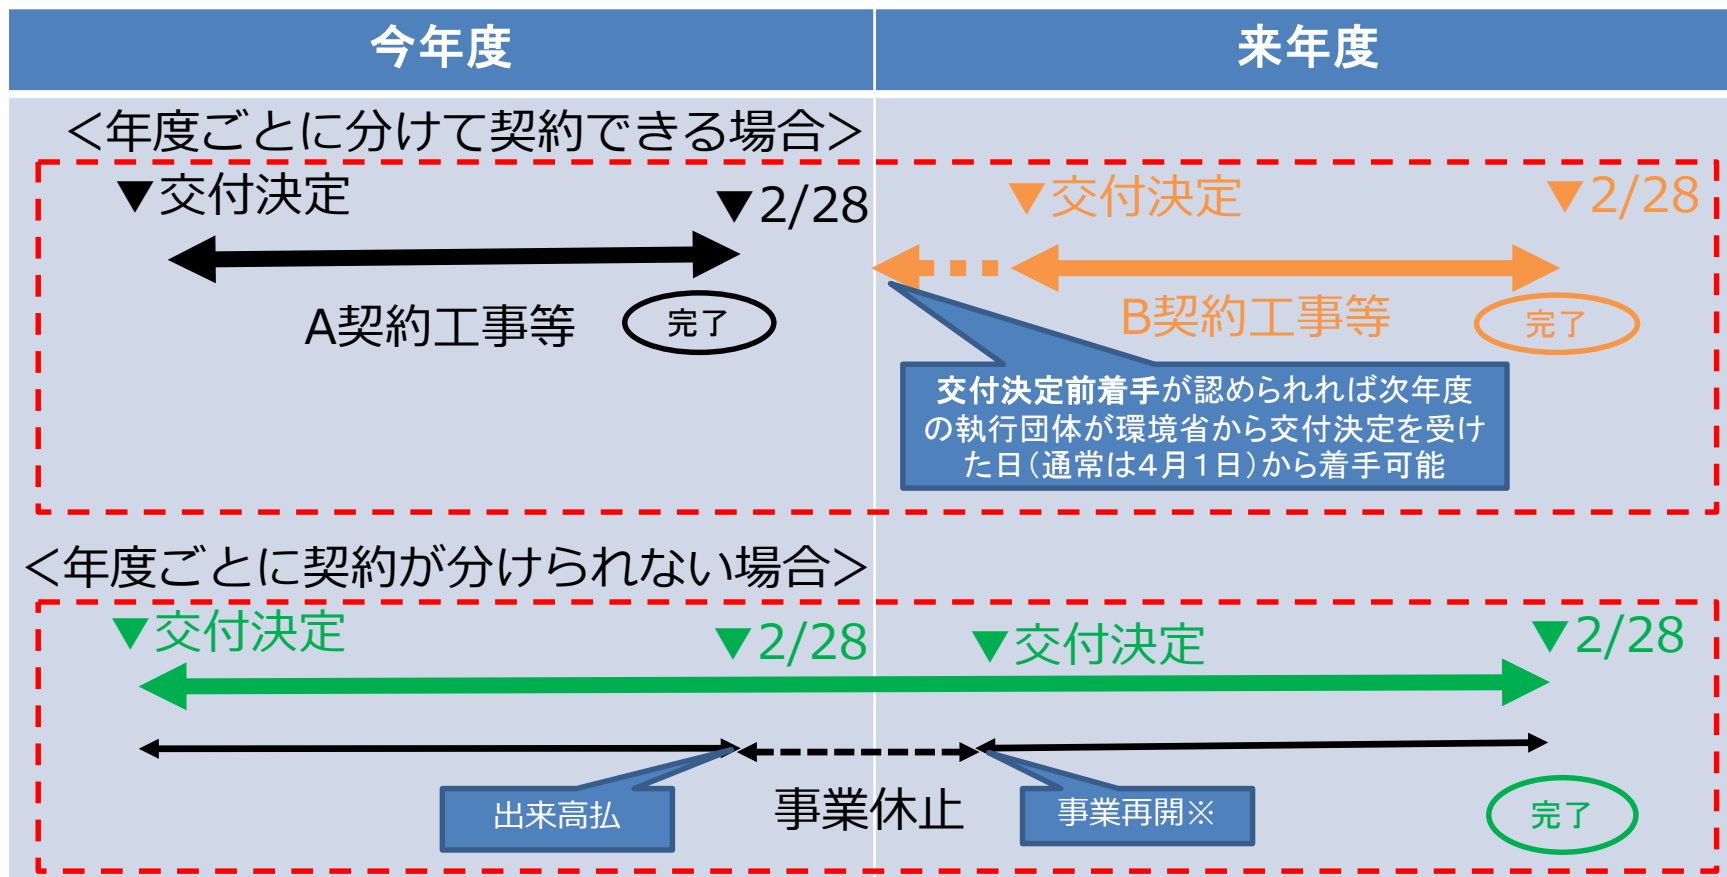 今年度
来年度
＜年度ごとに分けて契約できる場合＞
▼交付決定
▼2/28
▼交付決定
▼2/28
A契約工事等
完了
B契約工事等
完了
交付決定前着手が認められれば次年度
の執行団体が環境省から交付決定を受け
た日（通常は４月１日）から着手可能
＜年度ごとに契約が分けられない場合＞
▼交付決定
▼2/28
▼交付決定
▼2/28
出来高払
事業休止
事業再開※
完了